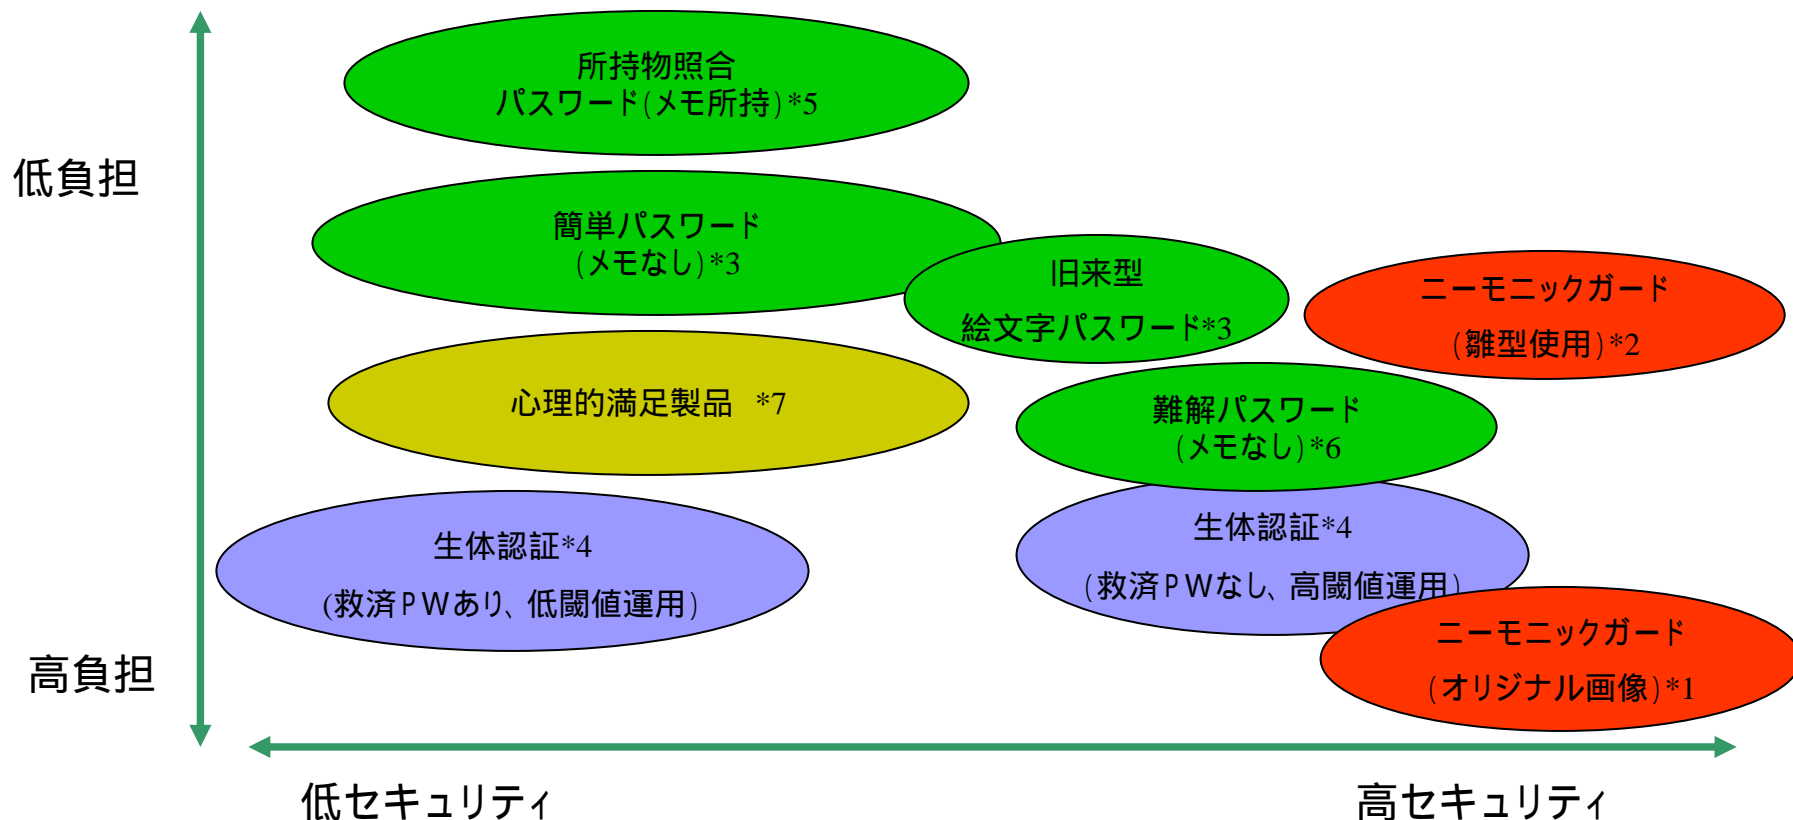 所持物照合
パスワード(メモ所持)*5
低負担
簡単パスワード
(メモなし)*3
旧来型
絵文字パスワード*3
ニーモニックガード
(雛型使用)*2
心理的満足製品 *7
難解パスワード
(メモなし)*6
生体認証*4
(救済PWあり、低閾値運用)
生体認証*4
(救済PWなし、高閾値運用)
ニーモニックガード
(オリジナル画像)*1
高負担
低セキュリティ
高セキュリティ